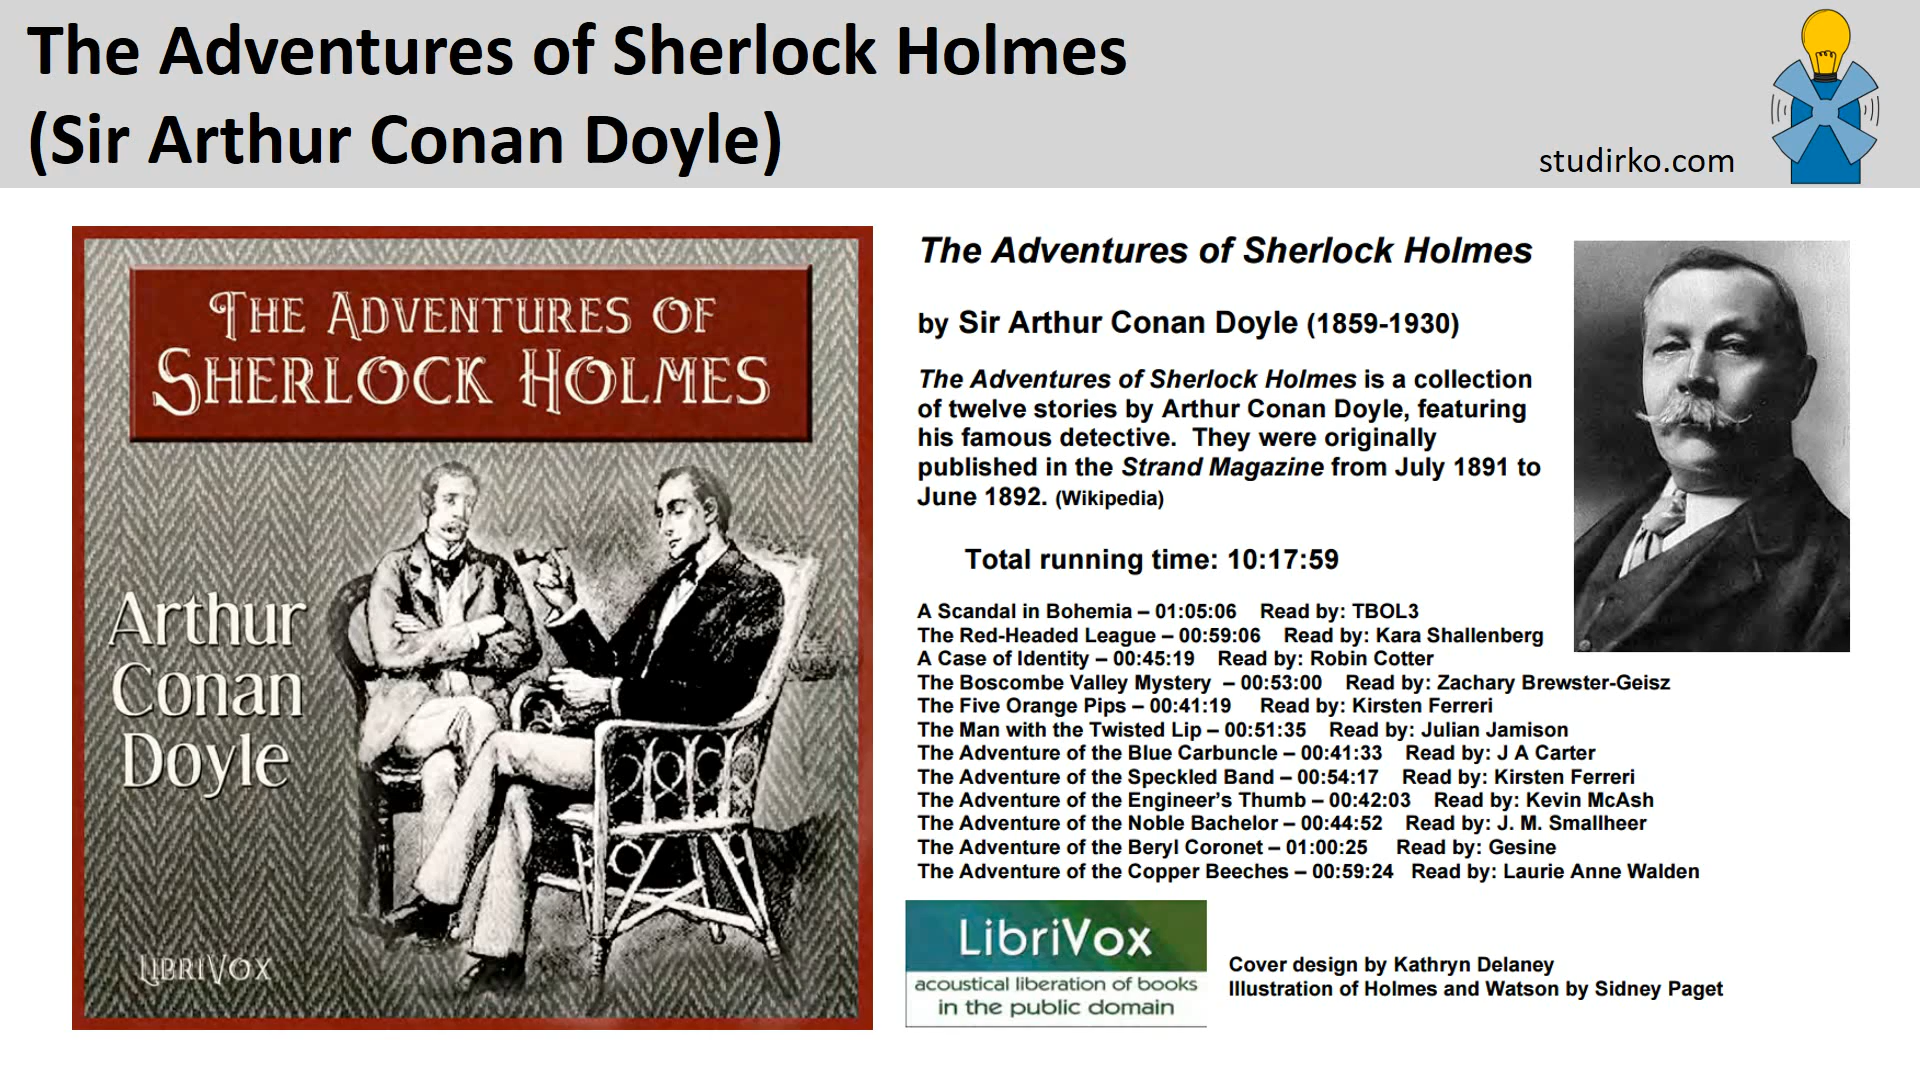 The Adventures of Sherlock Holmes
(Sir Arthur Conan Doyle)
studirko.com
THE ADVENTURES OF
SHERLOCK HOLMES
Arthur
Conan
Doyle
LIBRIVOX
The Adventures of Sherlock Holmes
by Sir Arthur Conan Doyle (1859-1930)
The Adventures of Sherlock Holmes is a collection
of twelve stories by Arthur Conan Doyle, featuring
his famous detective. They were originally
published in the Strand Magazine from July 1891 to
June 1892. (Wikipedia)
Total running time: 10:17:59
A Scandal in Bohemia – 01:05:06 Read by: TBOL3
The Red-Headed League – 00:59:06 Read by: Kara Shallenberg
A Case of Identity – 00:45:19 Read by: Robin Cotter
The Boscombe Valley Mystery – 00:53:00 Read by: Zachary Brewster-Geisz
The Five Orange Pips – 00:41:19 Read by: Kirsten Ferreri
The Man with the Twisted Lip – 00:51:35 Read by: Julian Jamison
The Adventure of the Blue Carbuncle – 00:41:33 Read by: J A Carter
The Adventure of the Speckled Band – 00:54:17 Read by: Kirsten Ferreri
The Adventure of the Engineer's Thumb – 00:42:03 Read by: Kevin McAsh
The Adventure of the Noble Bachelor – 00:44:52 Read by: J. M. Smallheer
The Adventure of the Beryl Coronet – 01:00:25 Read by: Gesine
The Adventure of the Copper Beeches – 00:59:24 Read by: Laurie Anne Walden
LibriVox
acoustical liberation of books
in the public domain
Cover design by Kathryn Delaney
Illustration of Holmes and Watson by Sidney Paget